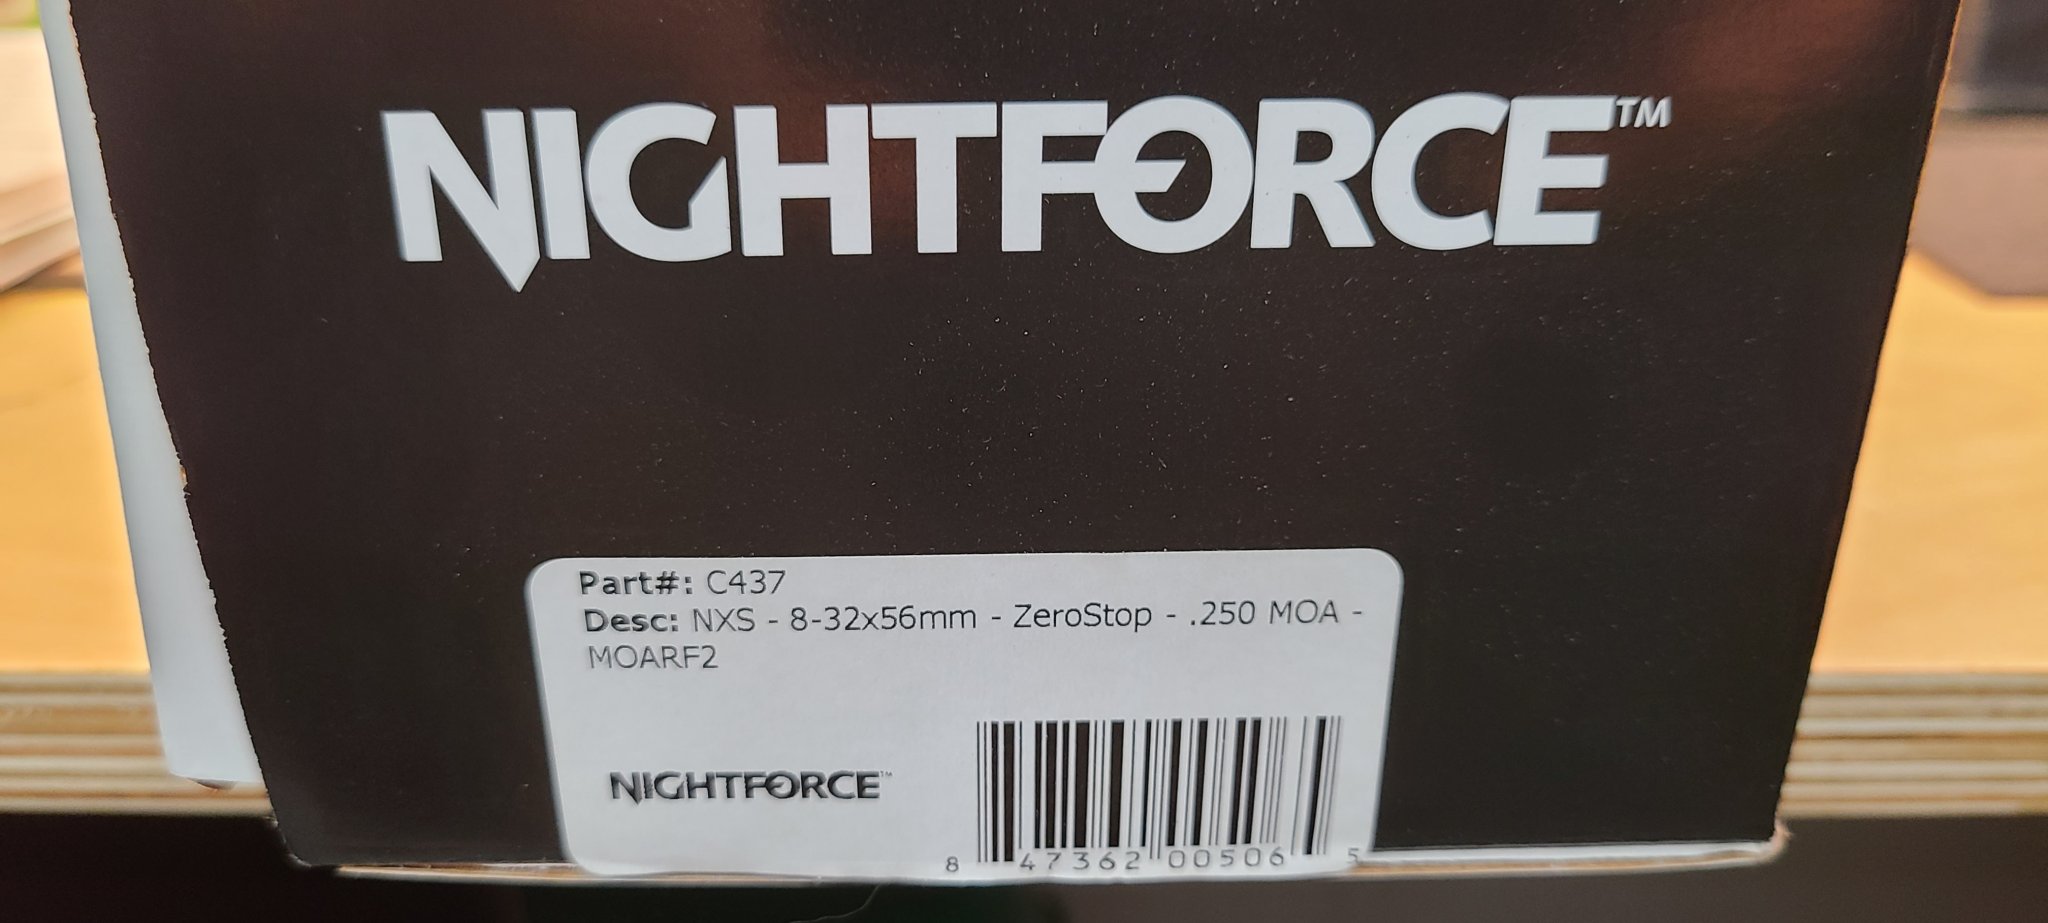 NIGHTFORCE™
Part#: C437
Desc: NXS - 8-32x56mm - ZeroStop - .250 MOA -
MOARF2
NIGHTFORCE™
8 47362 00506 5